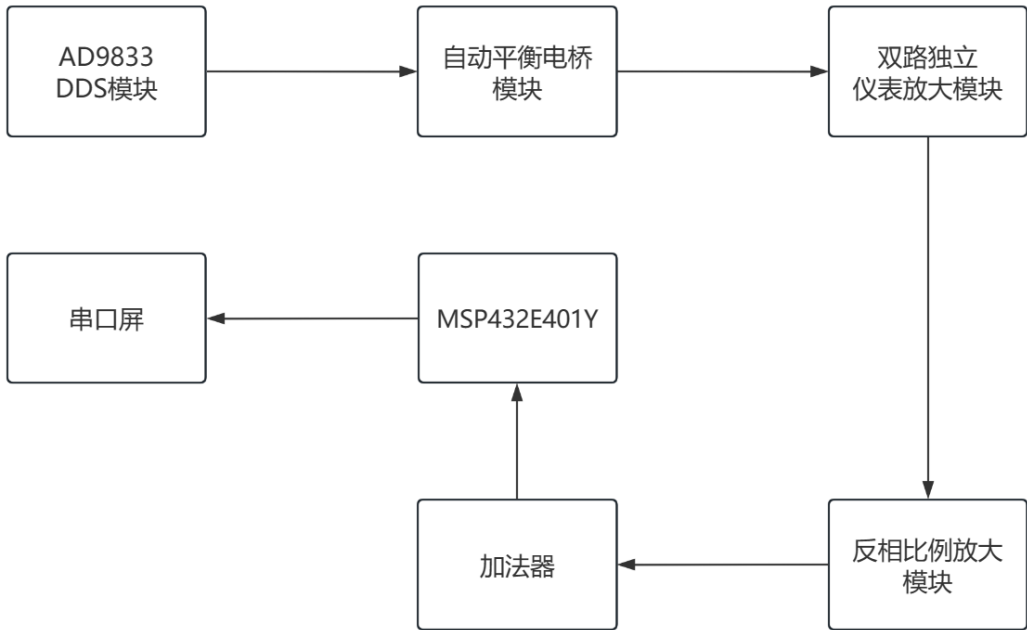 AD9833
DDS模块
自动平衡电桥
模块
双路独立
仪表放大模块
串口屏
MSP432E401Y
加法器
反相比例放大
模块